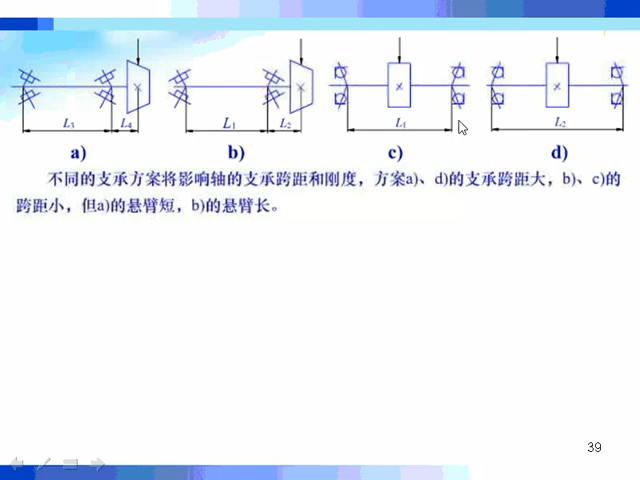 L3 L4 L1 L2 L1 L2
a) b) c) d)
不同的支承方案将影响轴的支承跨距和刚度，方案a)、d)的支承跨距大，b)、c)的
跨距小，但a)的悬臂短，b)的悬臂长。
39